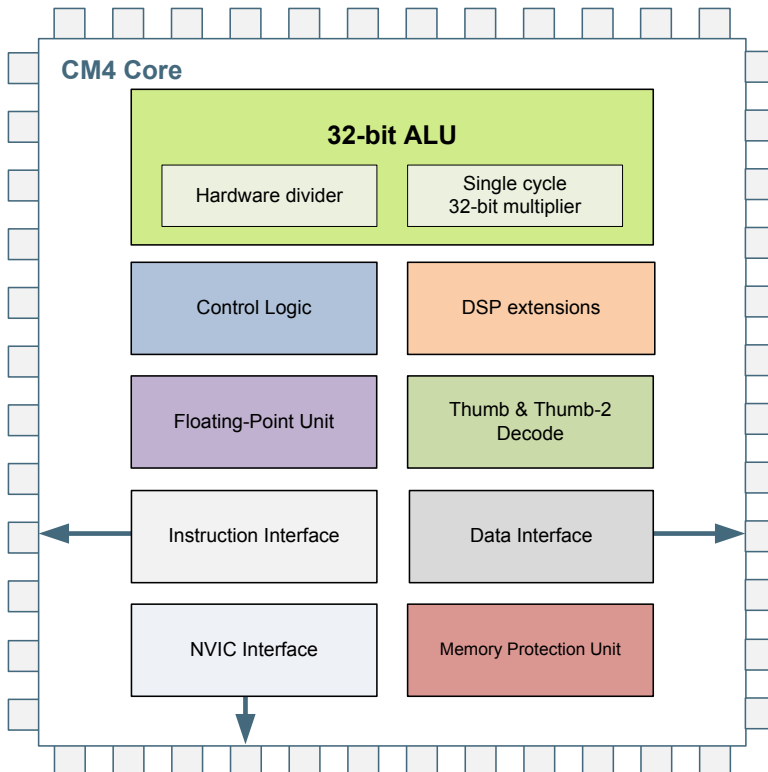 CM4 Core
32-bit ALU
Hardware divider
Single cycle
32-bit multiplier
Control Logic
DSP extensions
Floating-Point Unit
Thumb & Thumb-2
Decode
Instruction Interface
Data Interface
NVIC Interface
Memory Protection Unit